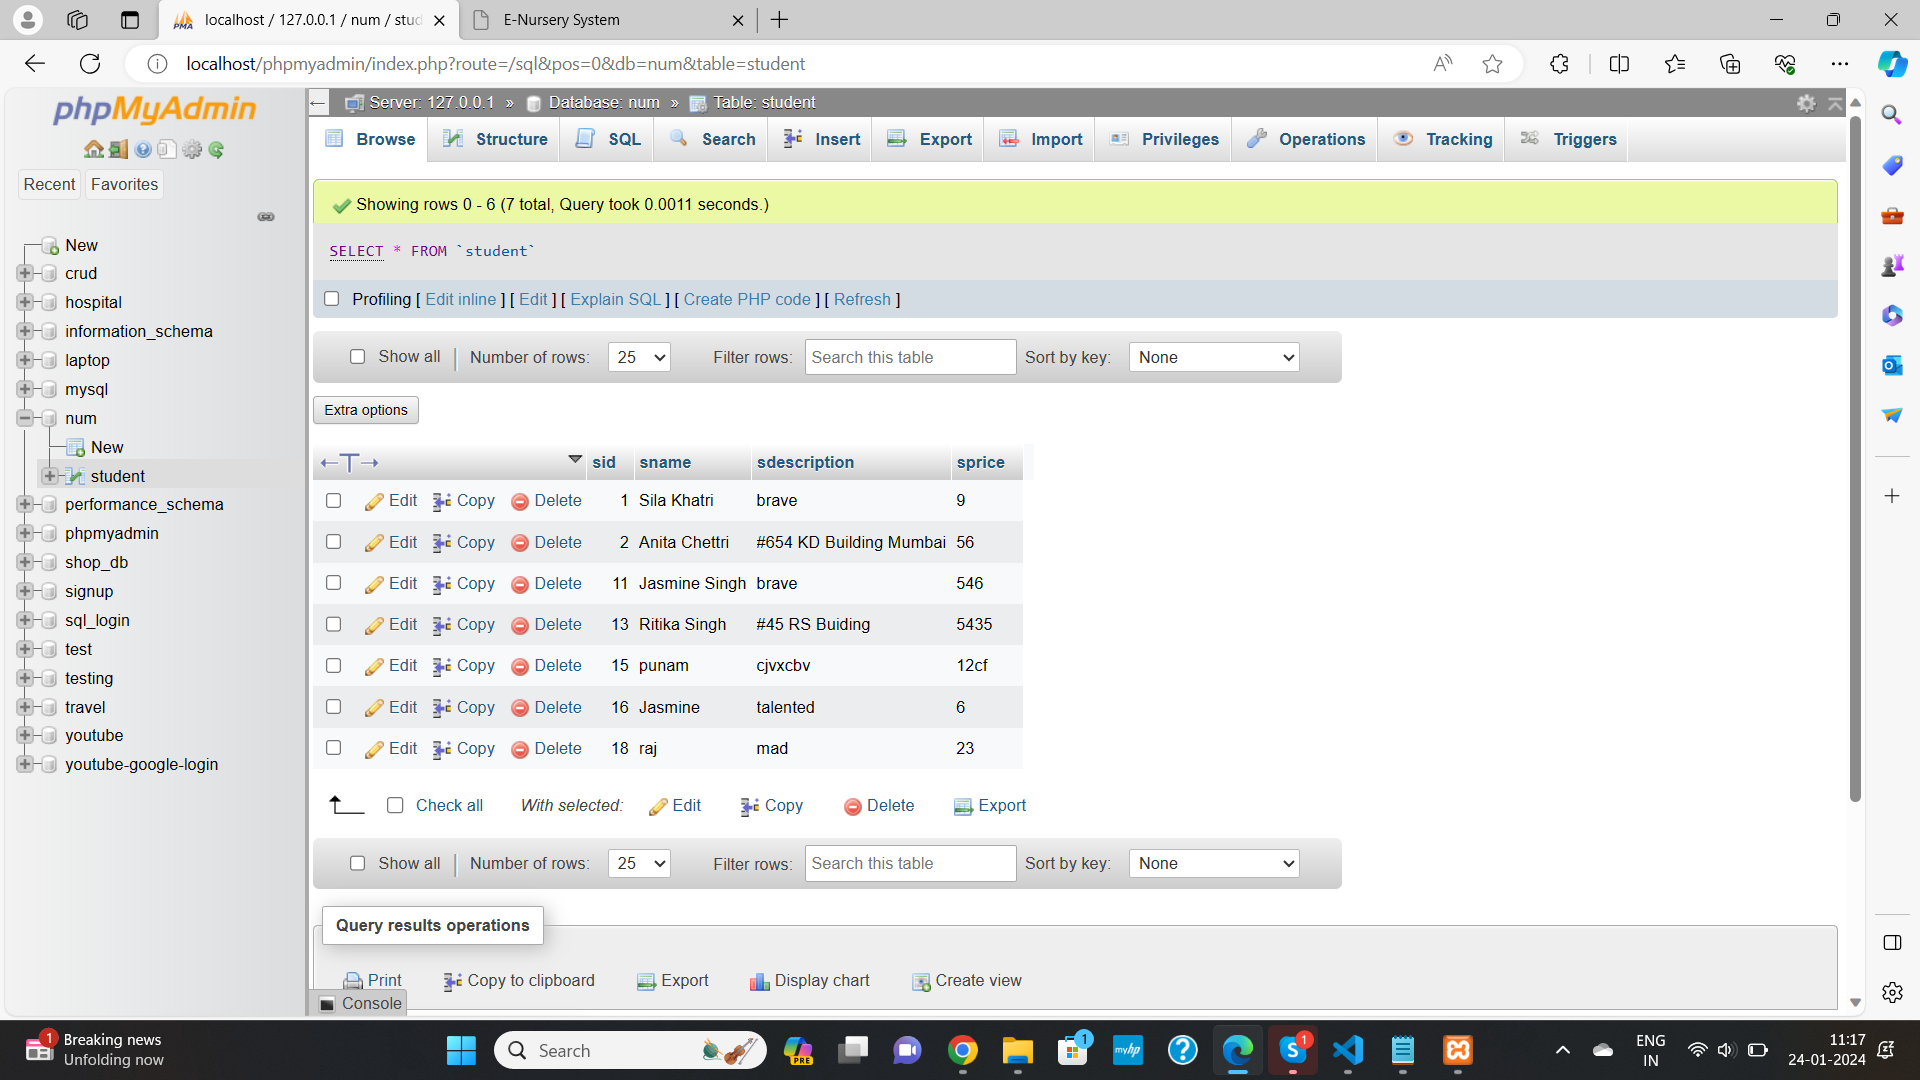 localhost / 127.0.0.1 / num / stud
E-Nursery System
localhost/phpmyadmin/index.php?route=/sql&pos=0&db=num&table=student
phpMyAdmin
Recent
Favorites
New
crud
hospital
information_schema
laptop
mysql
num
New
student
performance_schema
phpmyadmin
shop_db
signup
sql_login
test
testing
travel
youtube
youtube-google-login
Server: 127.0.0.1 » Database: num » Table: student
Browse Structure SQL Search Insert Export Import Privileges Operations Tracking Triggers
Showing rows 0 - 6 (7 total, Query took 0.0011 seconds.)
SELECT * FROM `student`
Profiling [ Edit inline ] [ Edit ] [ Explain SQL ] [ Create PHP code ] [ Refresh ]
Show all | Number of rows: 25 Filter rows: Search this table Sort by key: None
Extra options
←T→ sid sname sdescription sprice
Edit Copy Delete 1 Sila Khatri brave 9
Edit Copy Delete 2 Anita Chettri #654 KD Building Mumbai 56
Edit Copy Delete 11 Jasmine Singh brave 546
Edit Copy Delete 13 Ritika Singh #45 RS Buiding 5435
Edit Copy Delete 15 punam cjvxcbv 12cf
Edit Copy Delete 16 Jasmine talented 6
Edit Copy Delete 18 raj mad 23
Check all With selected: Edit Copy Delete Export
Show all | Number of rows: 25 Filter rows: Search this table Sort by key: None
Query results operations
Print Copy to clipboard Export Display chart Create view
Console
1
Breaking news
Unfolding now
Search
PRE
1
myhp
1
ENG
IN
11:17
24-01-2024